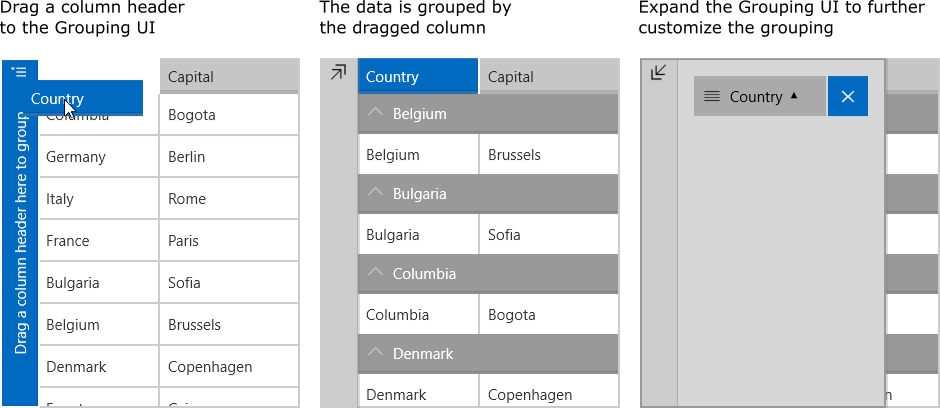 Drag a column header
to the Grouping UI
Drag a column header here to group
Country
Capital
Columbia Bogota
Germany Berlin
Italy Rome
France Paris
Bulgaria Sofia
Belgium Brussels
Denmark Copenhagen
The data is grouped by
the dragged column
Country Capital
Belgium
Belgium Brussels
Bulgaria
Bulgaria Sofia
Columbia
Columbia Bogota
Denmark
Denmark Copenhagen
Expand the Grouping UI to further
customize the grouping
Country ▲